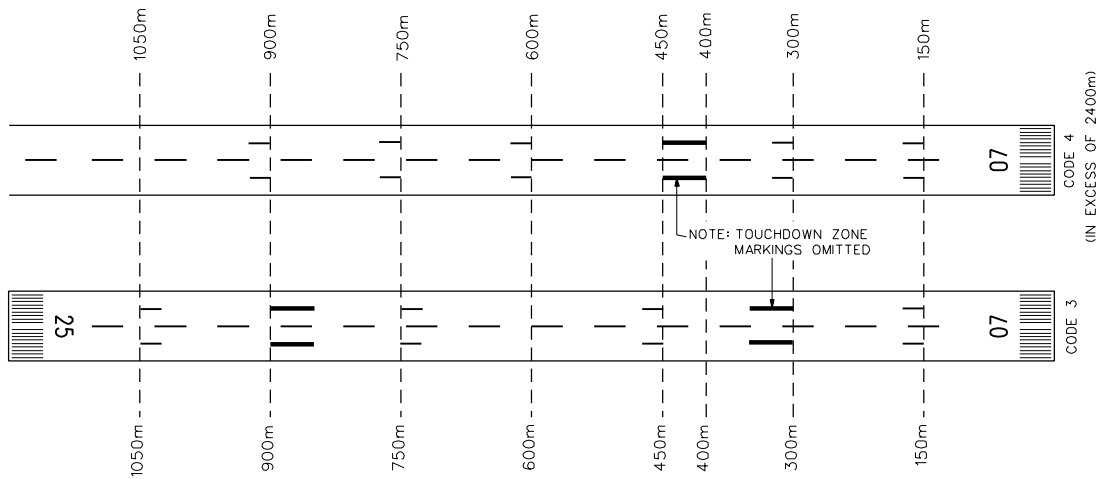 1050m
900m
750m
600m
450m
400m
300m
150m
07
CODE 4
(IN EXCESS OF 2400m)
NOTE: TOUCHDOWN ZONE
MARKINGS OMITTED
25
07
CODE 3
1050m
900m
750m
600m
450m
400m
300m
150m